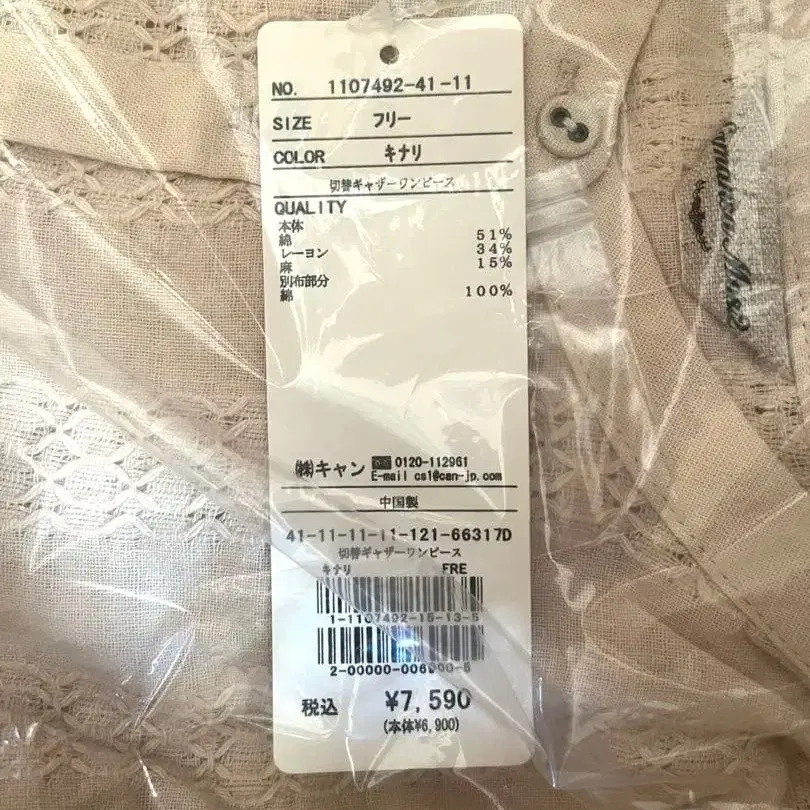 NO. 1107492-41-11
SIZE フリー
COLOR キナリ
切替ギャザーワンピース
QUALITY
本体
綿 51%
レーヨン 34%
麻 15%
別布部分
綿 100%
㈱キャン 0120-112961
E-mail cs1@can-jp.com
中国製
41-11-11-11-121-66317D
切替ギャザーワンピース
キナリ FRE
1-1107492-15-13-5
2-00000-006900-5
税込 ¥7,590
(本体¥6,900)